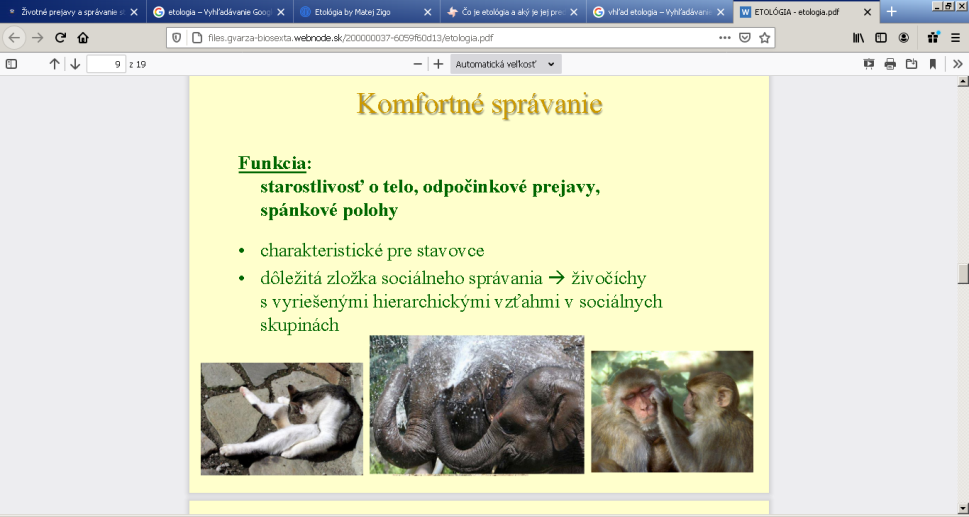 Životné prejavy a správanie s
etologia – Vyhľadávanie Goog
Etológia by Matej Zigo
Čo je etológia a aký je jej pre
vhľad etologia – Vyhľadávan
ETOLÓGIA - etologia.pdf
files.gvarza-biosexta.webnode.sk/200000037-6059f60d13/etologia.pdf
9 z 19
Automatická veľkosť
Komfortné správanie
Funkcia:
starostlivosť o telo, odpočinkové prejavy,
spánkové polohy
• charakteristické pre stavovce
• dôležitá zložka sociálneho správania → živočíchy
s vyriešenými hierarchickými vzťahmi v sociálnych
skupinách